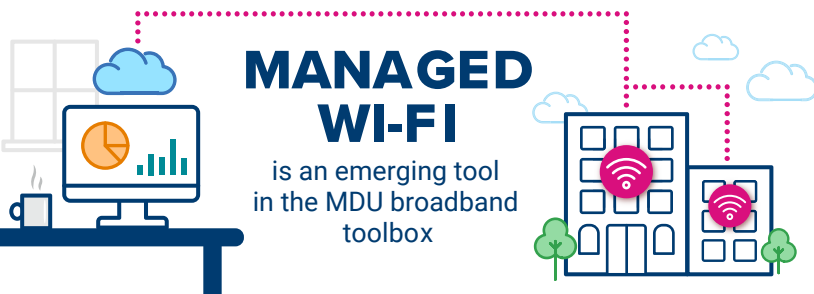 MANAGED
WI-FI
is an emerging tool
in the MDU broadband
toolbox